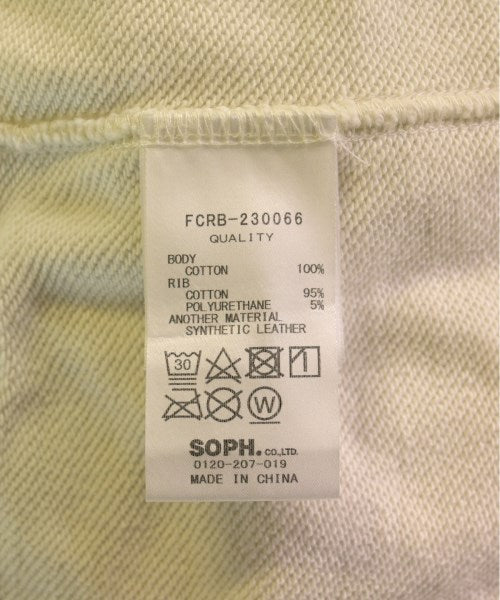 FCRB-230066
QUALITY
BODY
COTTON 100%
RIB
COTTON 95%
POLYURETHANE 5%
ANOTHER MATERIAL
SYNTHETIC LEATHER
30
W
SOPH. CO.,LTD.
0120-207-019
MADE IN CHINA